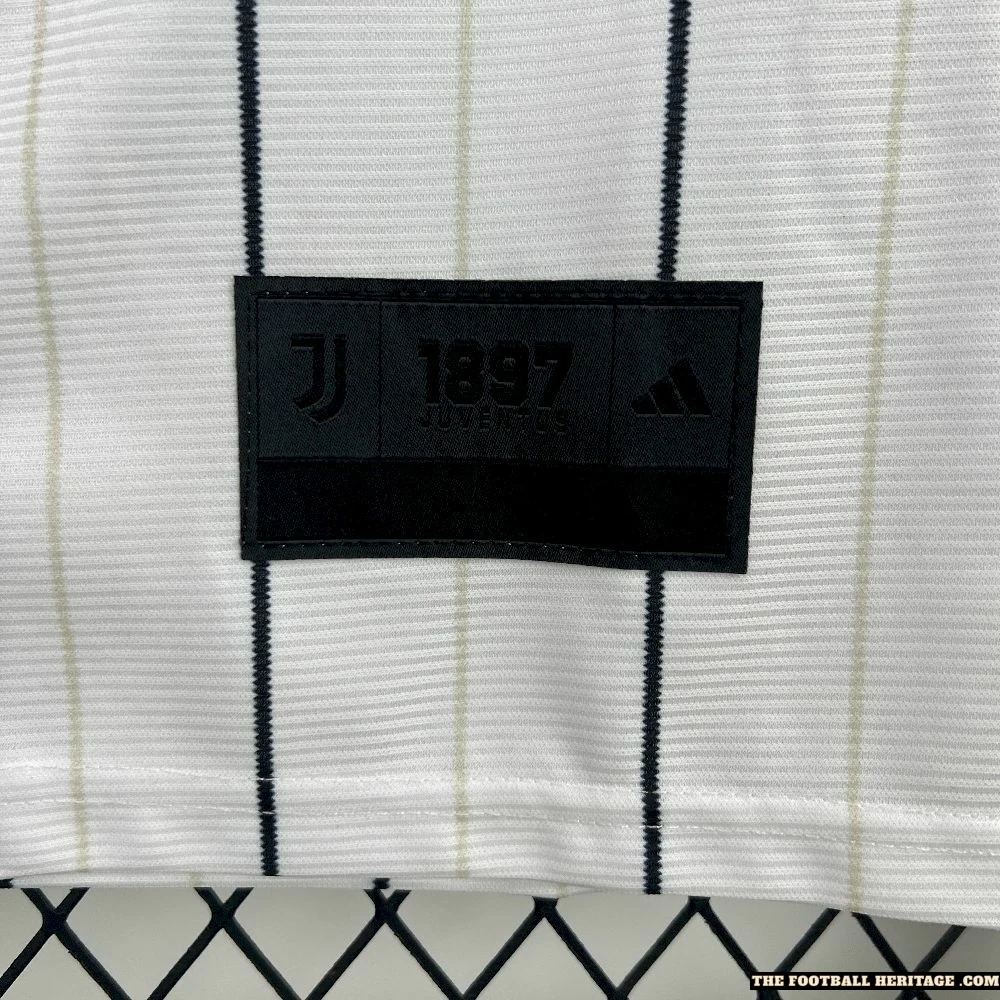 1897
JUVENTUS
THE FOOTBALL HERITAGE .COM